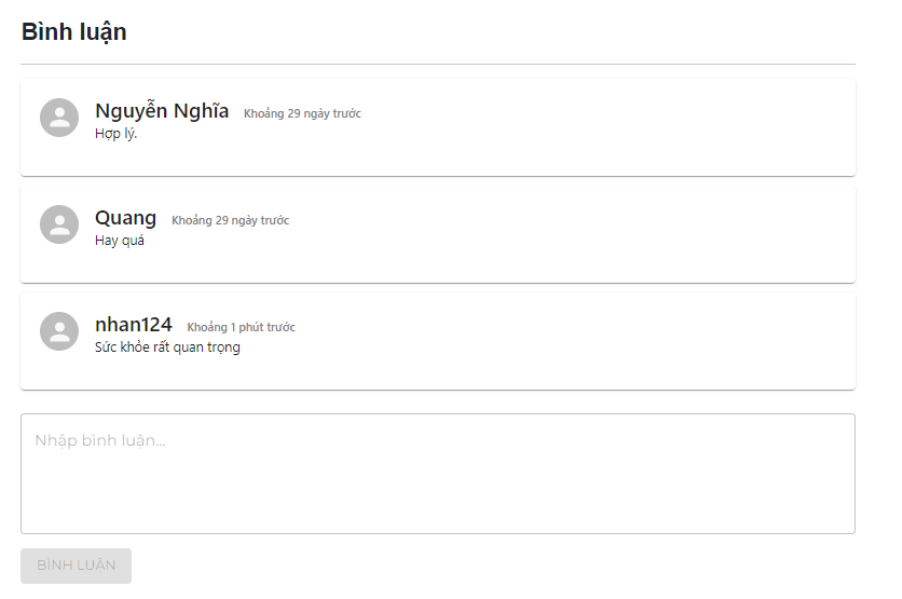 Bình luận
Nguyễn Nghĩa Khoảng 29 ngày trước
Hợp lý.
Quang Khoảng 29 ngày trước
Hay quá
nhan124 Khoảng 1 phút trước
Sức khỏe rất quan trọng
Nhập bình luận...
BÌNH LUẬN